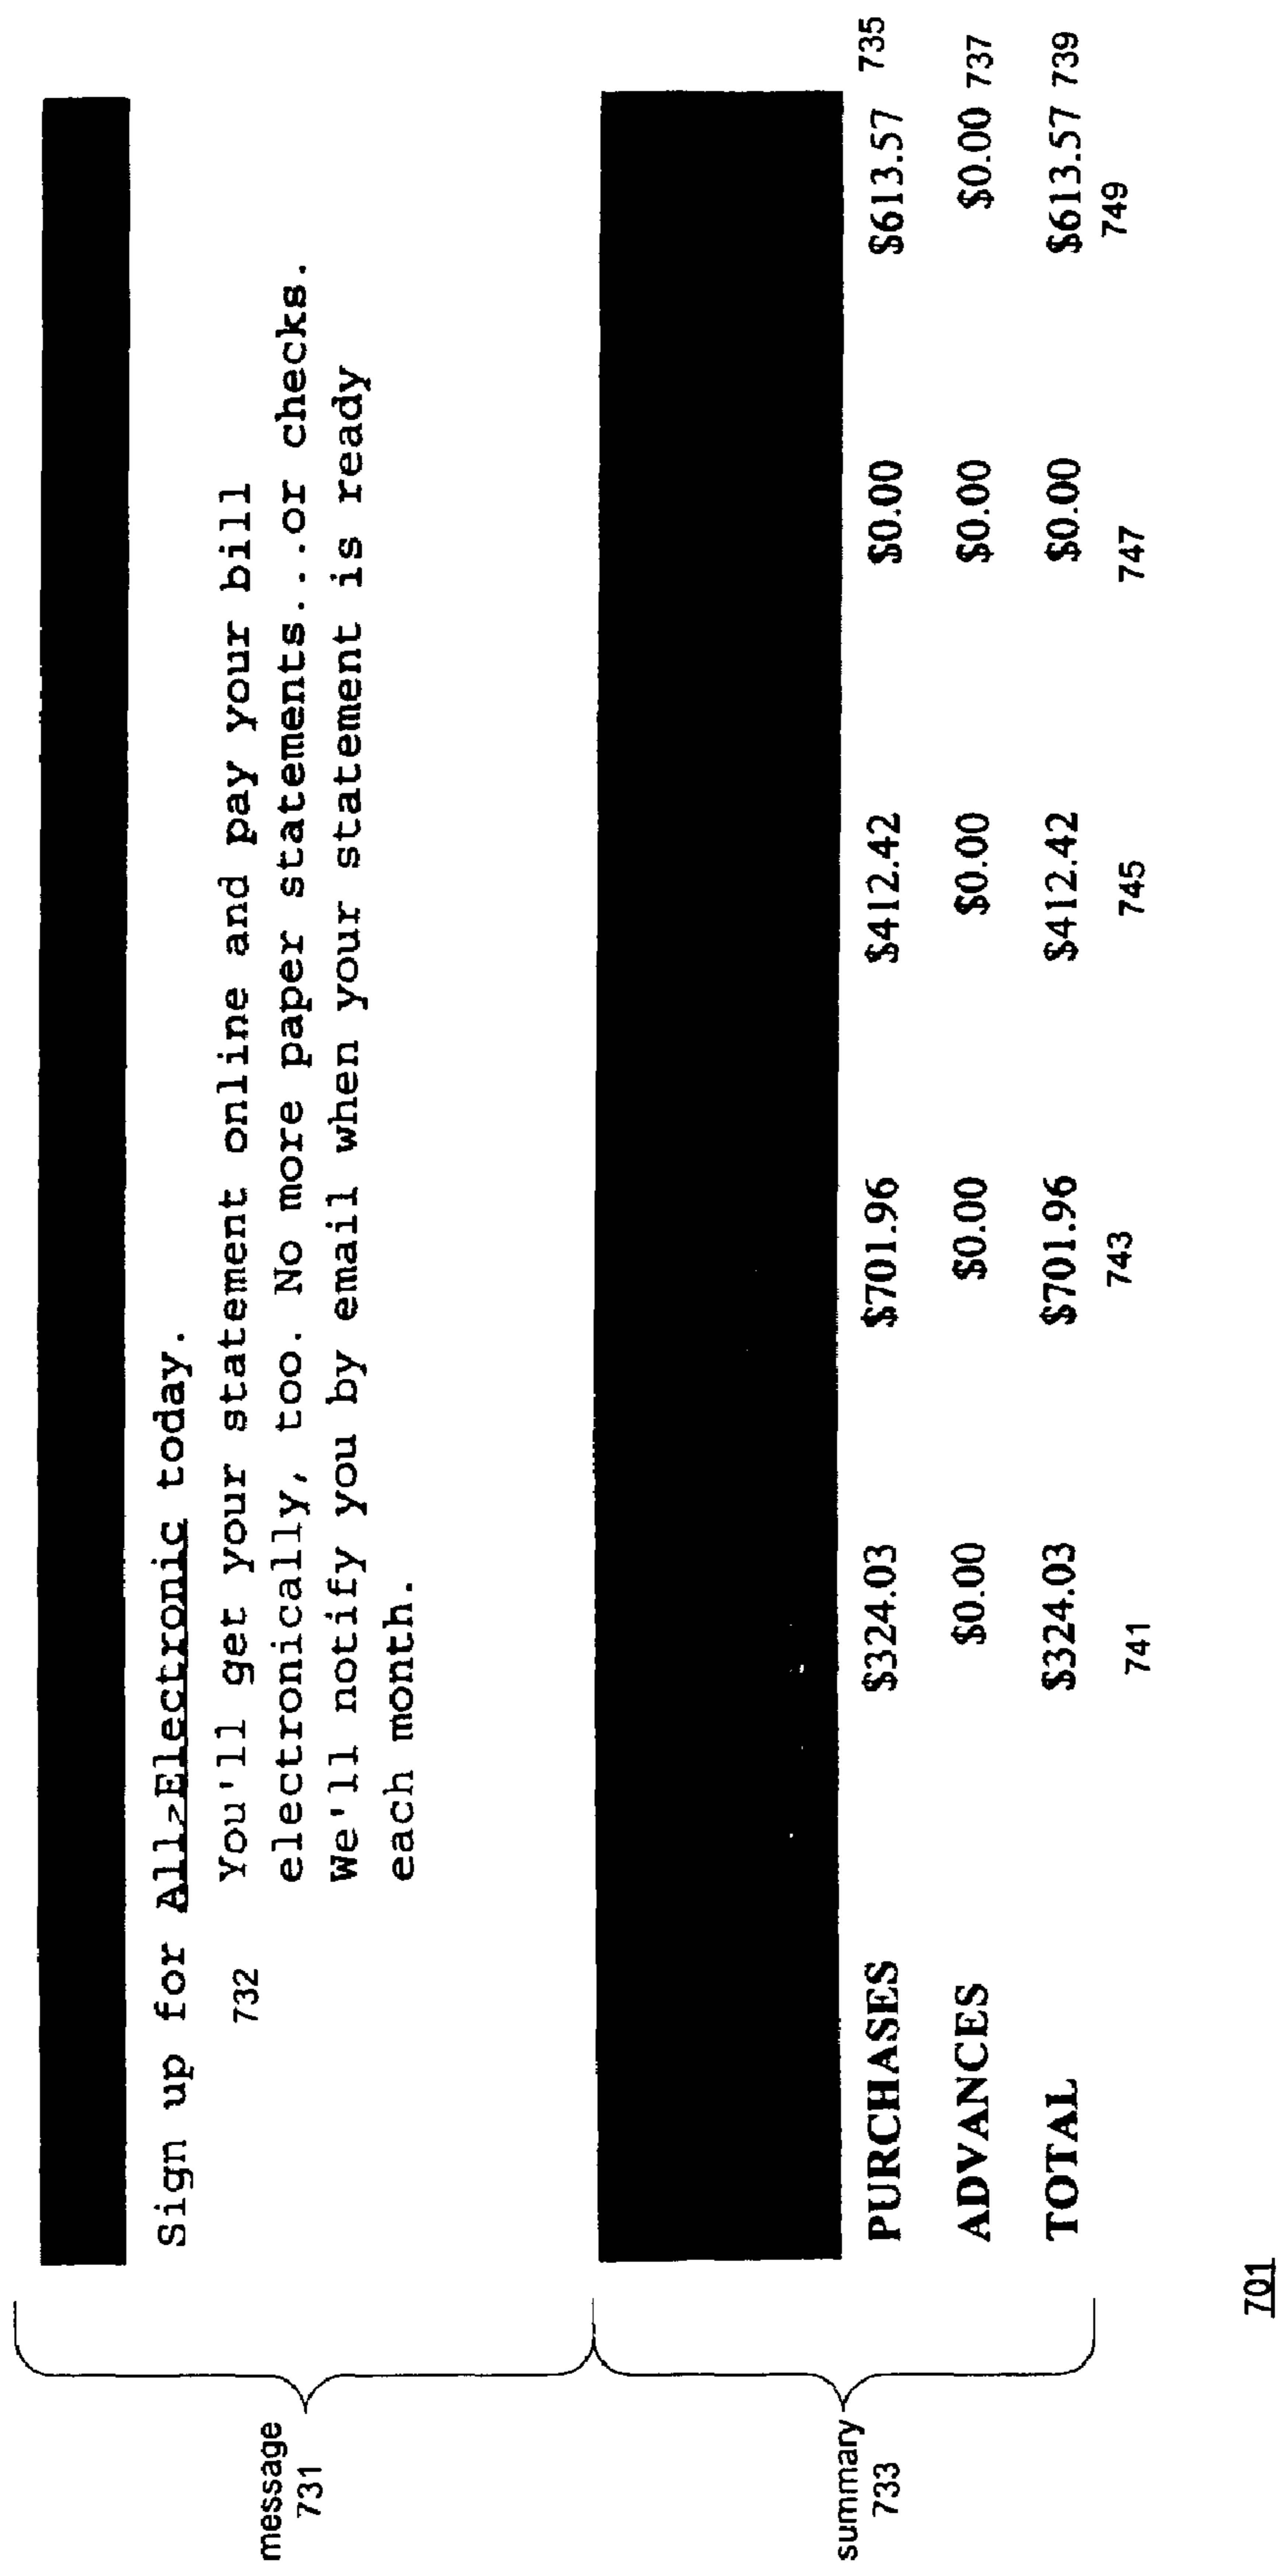 message
731
Sign up for All-Electronic today.
732 You'll get your statement online and pay your bill
electronically, too. No more paper statements...or checks.
We'll notify you by email when your statement is ready
each month.
summary
733
PURCHASES $324.03 $701.96 $412.42 $0.00 $613.57 735
ADVANCES $0.00 $0.00 $0.00 $0.00 $0.00 737
TOTAL $324.03 $701.96 $412.42 $0.00 $613.57 739
741 743 745 747 749
701